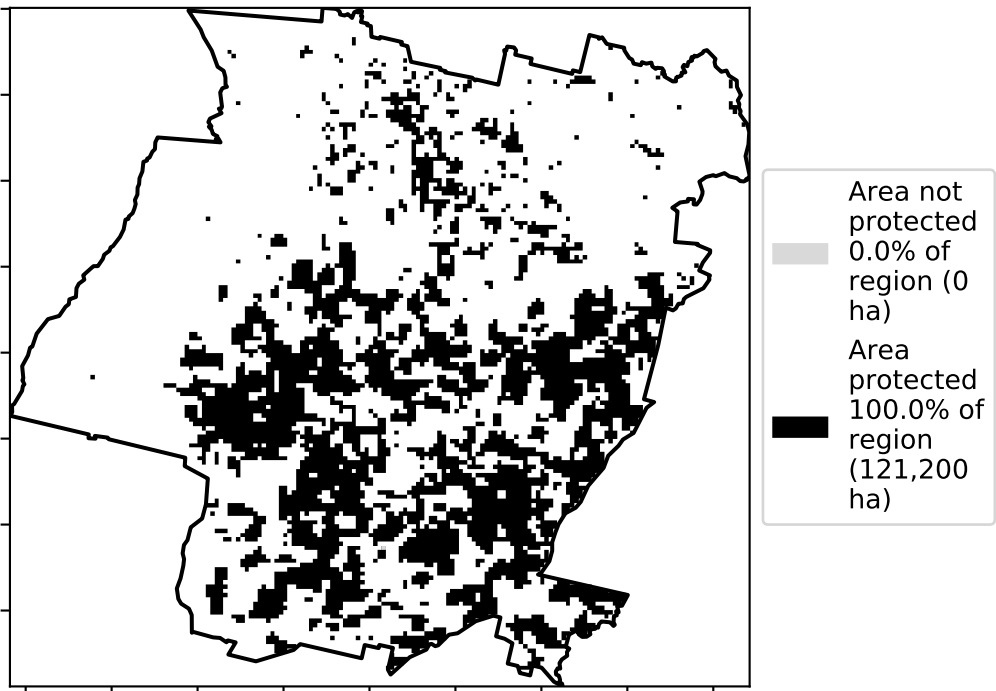 Area not
protected
0.0% of
region (0
ha)
Area
protected
100.0% of
region
(121,200
ha)